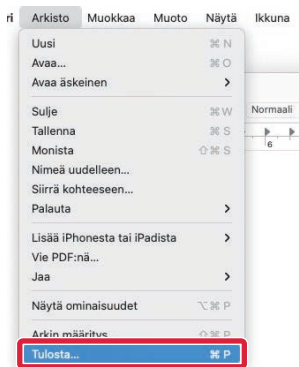 ri Arkisto Muokkaa Muoto Näytä Ikkuna
Uusi ⌘ N
Avaa... ⌘ O
Avaa äskeinen >
Normaali
Sulje ⌘ W
Tallenna ⌘ S
6
Monista ⇧ ⌘ S
Nimeä uudelleen...
Siirrä kohteeseen...
Palauta >
Lisää iPhonesta tai iPadista >
Vie PDF:nä...
Jaa >
Näytä ominaisuudet ⌥ ⌘ P
Arkin määritys... ⇧ ⌘ P
Tulosta... ⌘ P